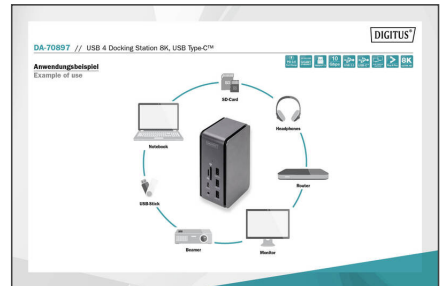 DIGITUS®
DA-70897 // USB 4 Docking Station 8K, USB Type-C™
Anwendungsbeispiel
Example of use
10
8K
SD-Card
Headphones
Notebook
Router
USB-Stick
Beamer
Monitor